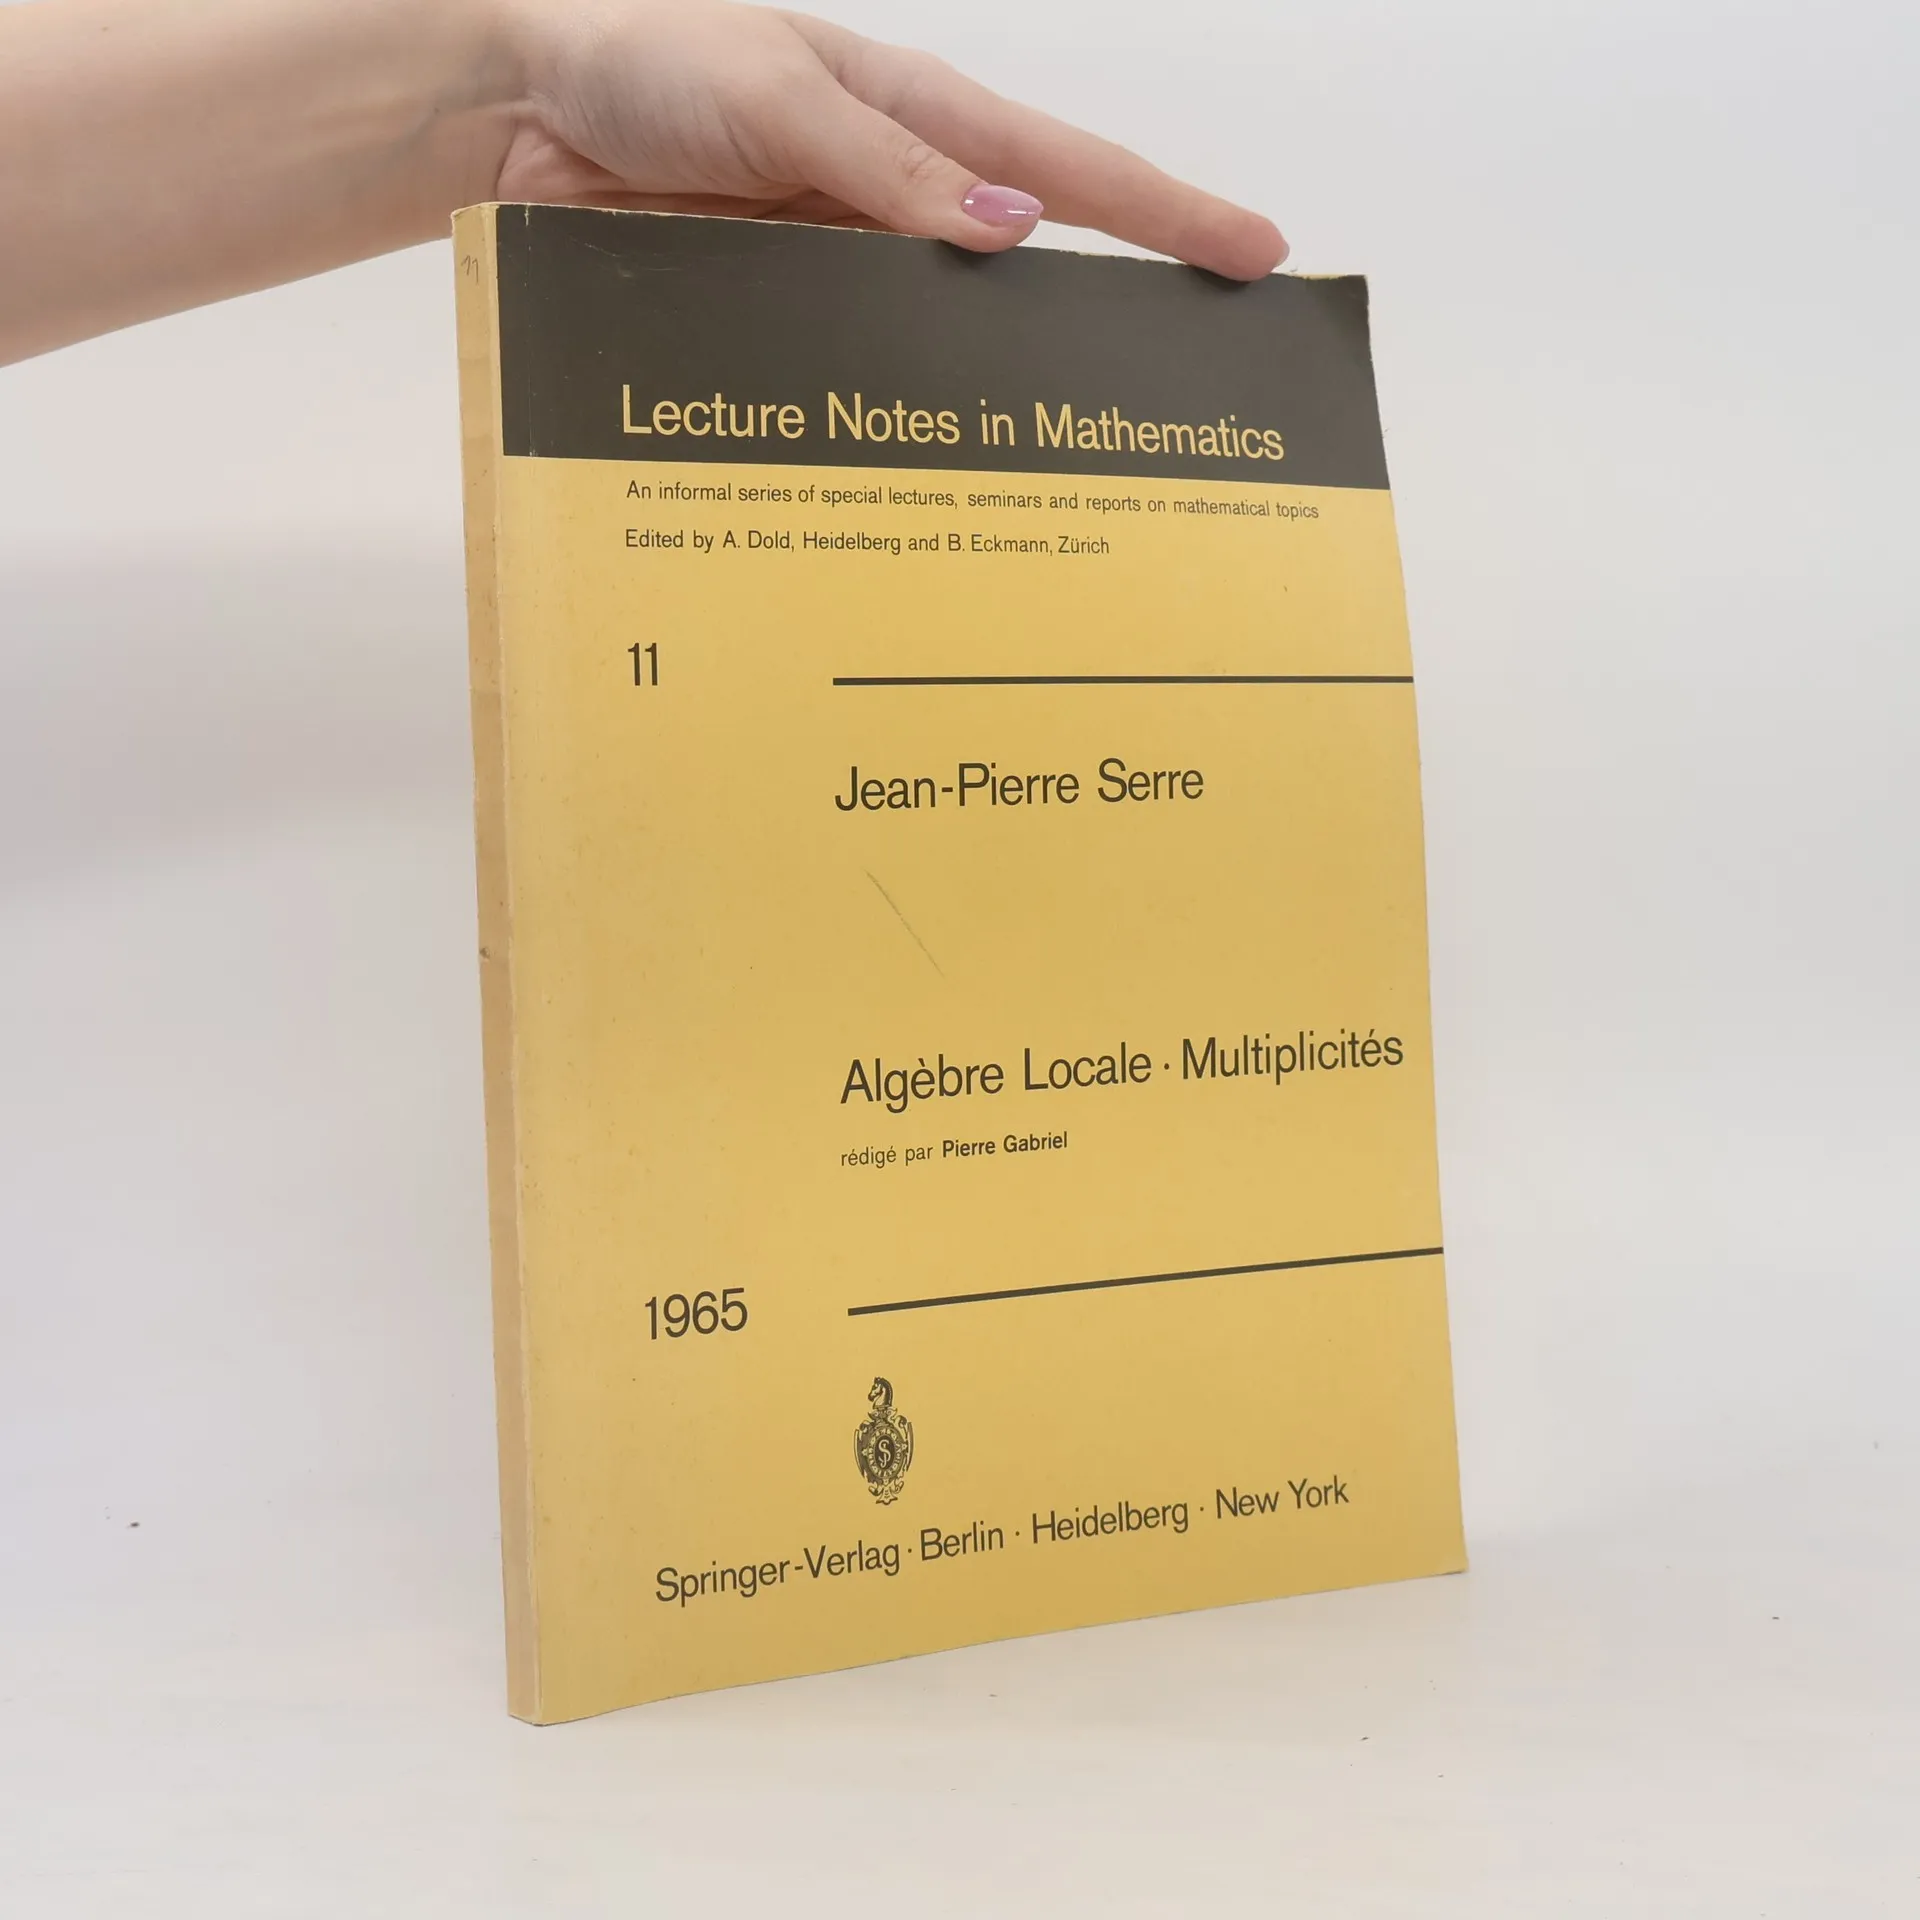 11
Lecture Notes in Mathematics
An informal series of special lectures, seminars and reports on mathematical topics
Edited by A. Dold, Heidelberg and B. Eckmann, Zürich
11
Jean-Pierre Serre
Algèbre Locale · Multiplicités
rédigé par Pierre Gabriel
1965
Springer-Verlag · Berlin · Heidelberg · New York